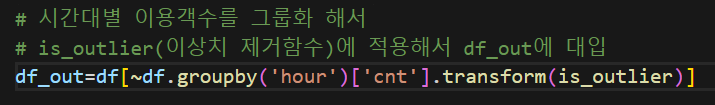 # 시간대별 이용객수를 그룹화 해서
# is_outlier(이상치 제거함수)에 적용해서 df_out에 대입
df_out=df[~df.groupby('hour')['cnt'].transform(is_outlier)]